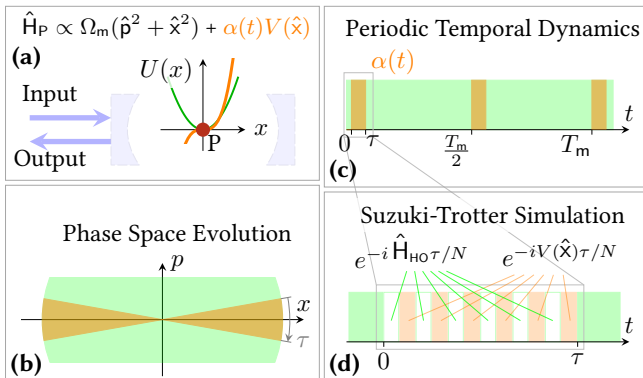 Ĥ_P ∝ Ω_m(p̂² + x̂²) + α(t)V(x̂)
(a)
U(x)
Input
Output
x
P
Periodic Temporal Dynamics
α(t)
0
τ
T_m/2
T_m
t
(c)
Phase Space Evolution
p
x
τ
(b)
Suzuki-Trotter Simulation
e^{-i Ĥ_HO τ/N}
e^{-iV(x̂)τ/N}
0
τ
t
(d)